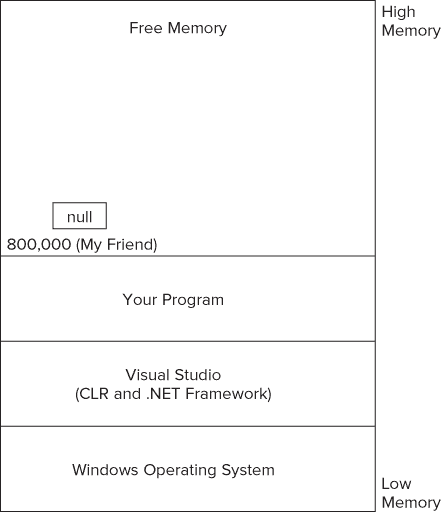 Free Memory
High
Memory
null
800,000 (My Friend)
Your Program
Visual Studio
(CLR and .NET Framework)
Windows Operating System
Low
Memory